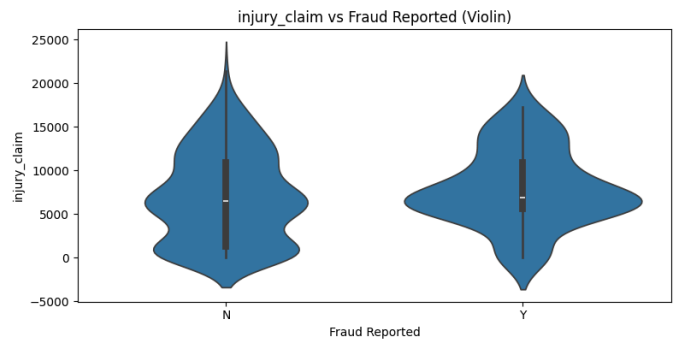 injury_claim vs Fraud Reported (Violin)
25000
20000
15000
10000
5000
0
−5000
injury_claim
N
Y
Fraud Reported